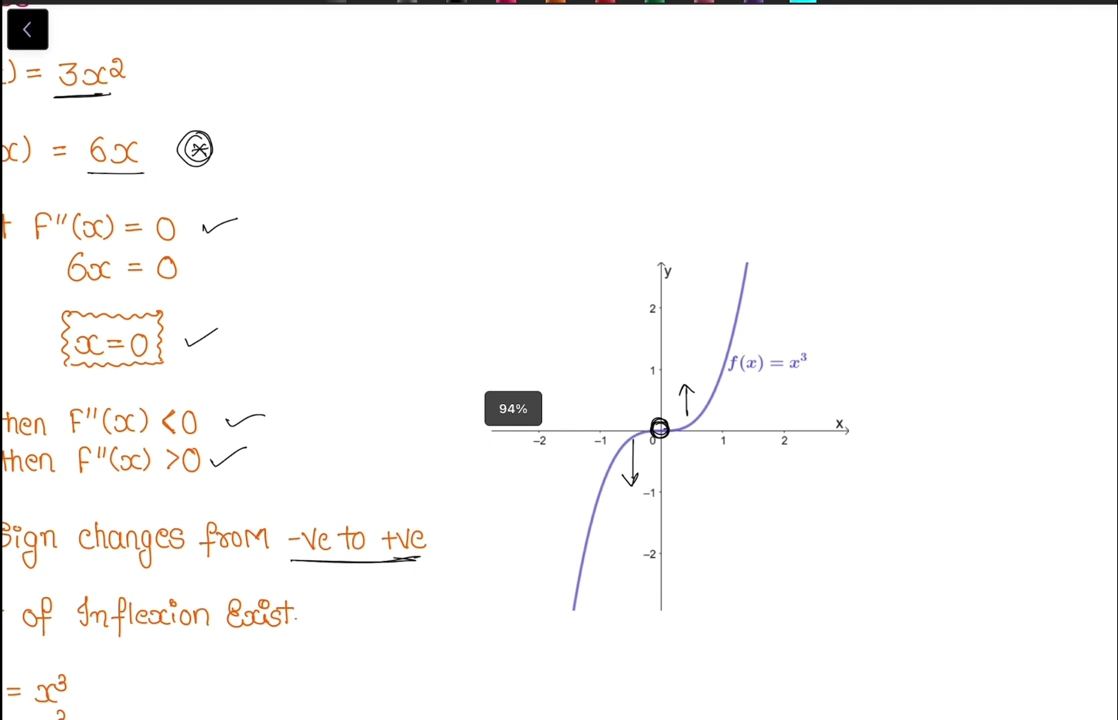 ) = 3x²
x) = 6x
F"(x) = 0
6x = 0
x=0
hen F"(x) <0
then F"(x) >0
Sign changes from -ve to +ve
of Inflexion Exist.
= x³
y
2
1
f(x) = x³
94%
x
-2 -1 0 1 2
-1
-2